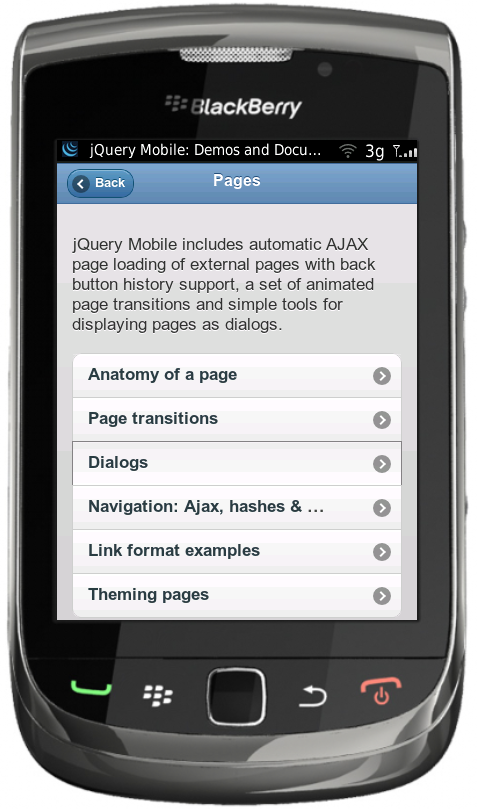 BlackBerry
jQuery Mobile: Demos and Docu... 3g
Back Pages
jQuery Mobile includes automatic AJAX
page loading of external pages with back
button history support, a set of animated
page transitions and simple tools for
displaying pages as dialogs.
Anatomy of a page
Page transitions
Dialogs
Navigation: Ajax, hashes & ...
Link format examples
Theming pages